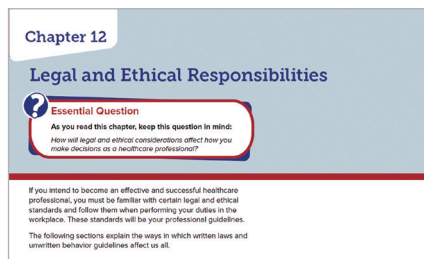 Chapter 12
Legal and Ethical Responsibilities
?
Essential Question
As you read this chapter, keep this question in mind:
How will legal and ethical considerations affect how you
make decisions as a healthcare professional?
If you intend to become an effective and successful healthcare
professional, you must be familiar with certain legal and ethical
standards and follow them when performing your duties in the
workplace. These standards will be your professional guidelines.
The following sections explain the ways in which written laws and
unwritten behavior guidelines affect us all.